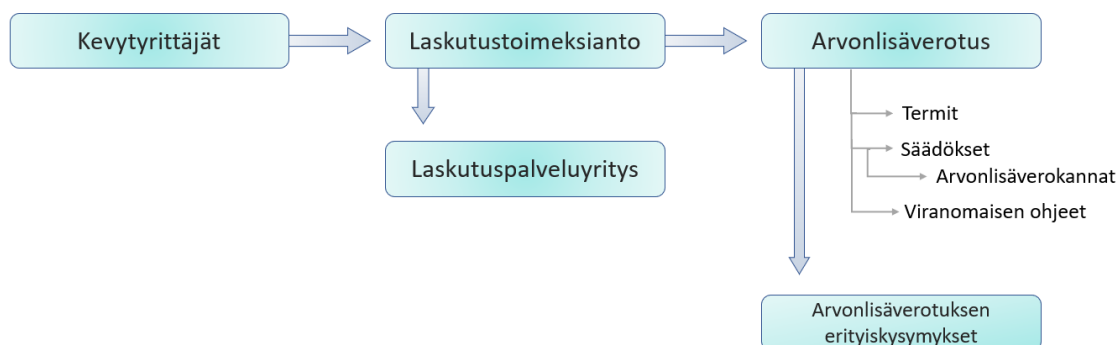 Kevytyrittäjät
Laskutustoimeksianto
Arvonlisäverotus
Termit
Säädökset
Arvonlisäverokannat
Viranomaisen ohjeet
Laskutuspalveluyritys
Arvonlisäverotuksen
erityiskysymykset